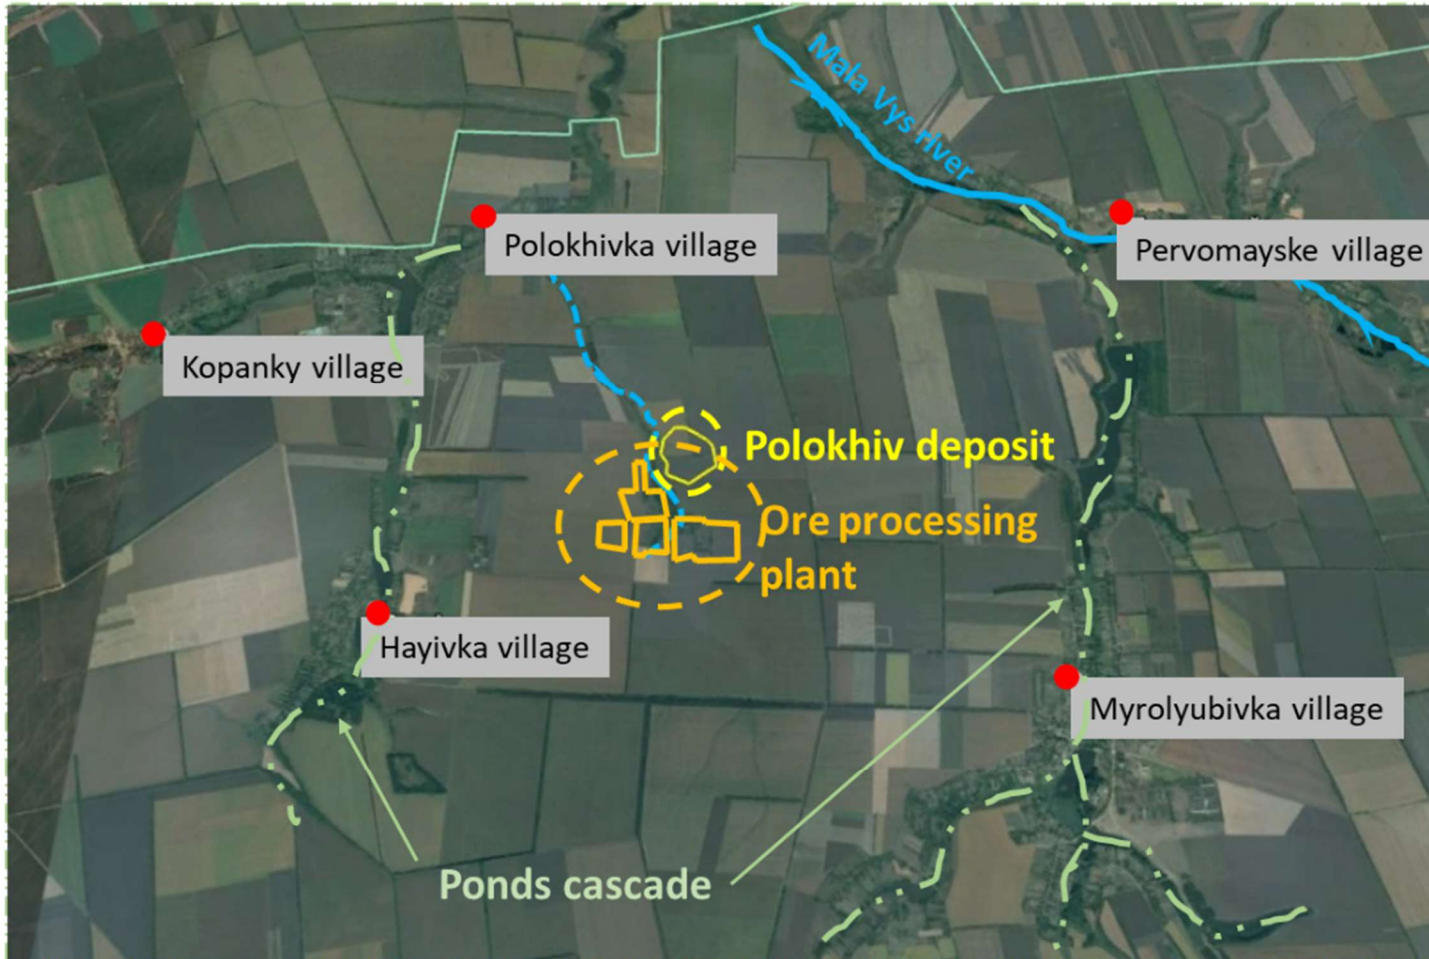 Mala Vys river
Polokhivka village
Pervomayske village
Kopanky village
Polokhiv deposit
Ore processing
plant
Hayivka village
Myrolyubivka village
Ponds cascade